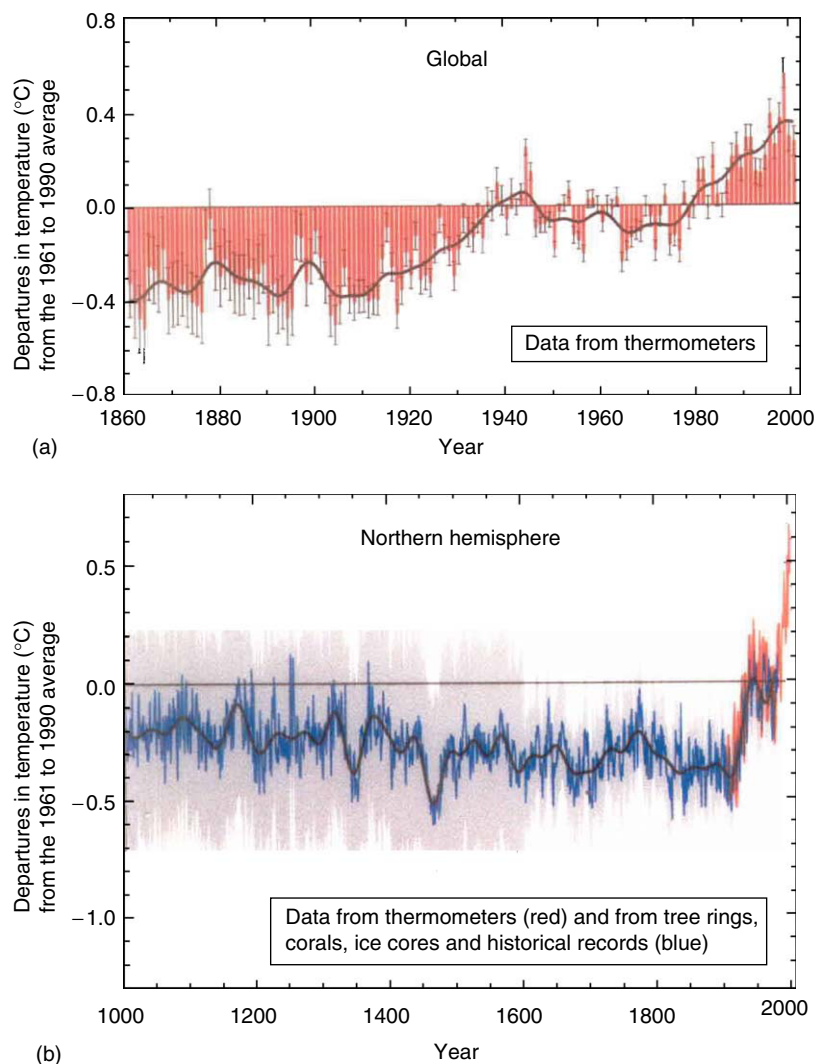 0.8
Global
0.4
0.0
−0.4
−0.8
Departures in temperature (°C)
from the 1961 to 1990 average
Data from thermometers
1860 1880 1900 1920 1940 1960 1980 2000
Year
(a)
Northern hemisphere
0.5
0.0
−0.5
−1.0
Departures in temperature (°C)
from the 1961 to 1990 average
Data from thermometers (red) and from tree rings,
corals, ice cores and historical records (blue)
1000 1200 1400 1600 1800 2000
Year
(b)